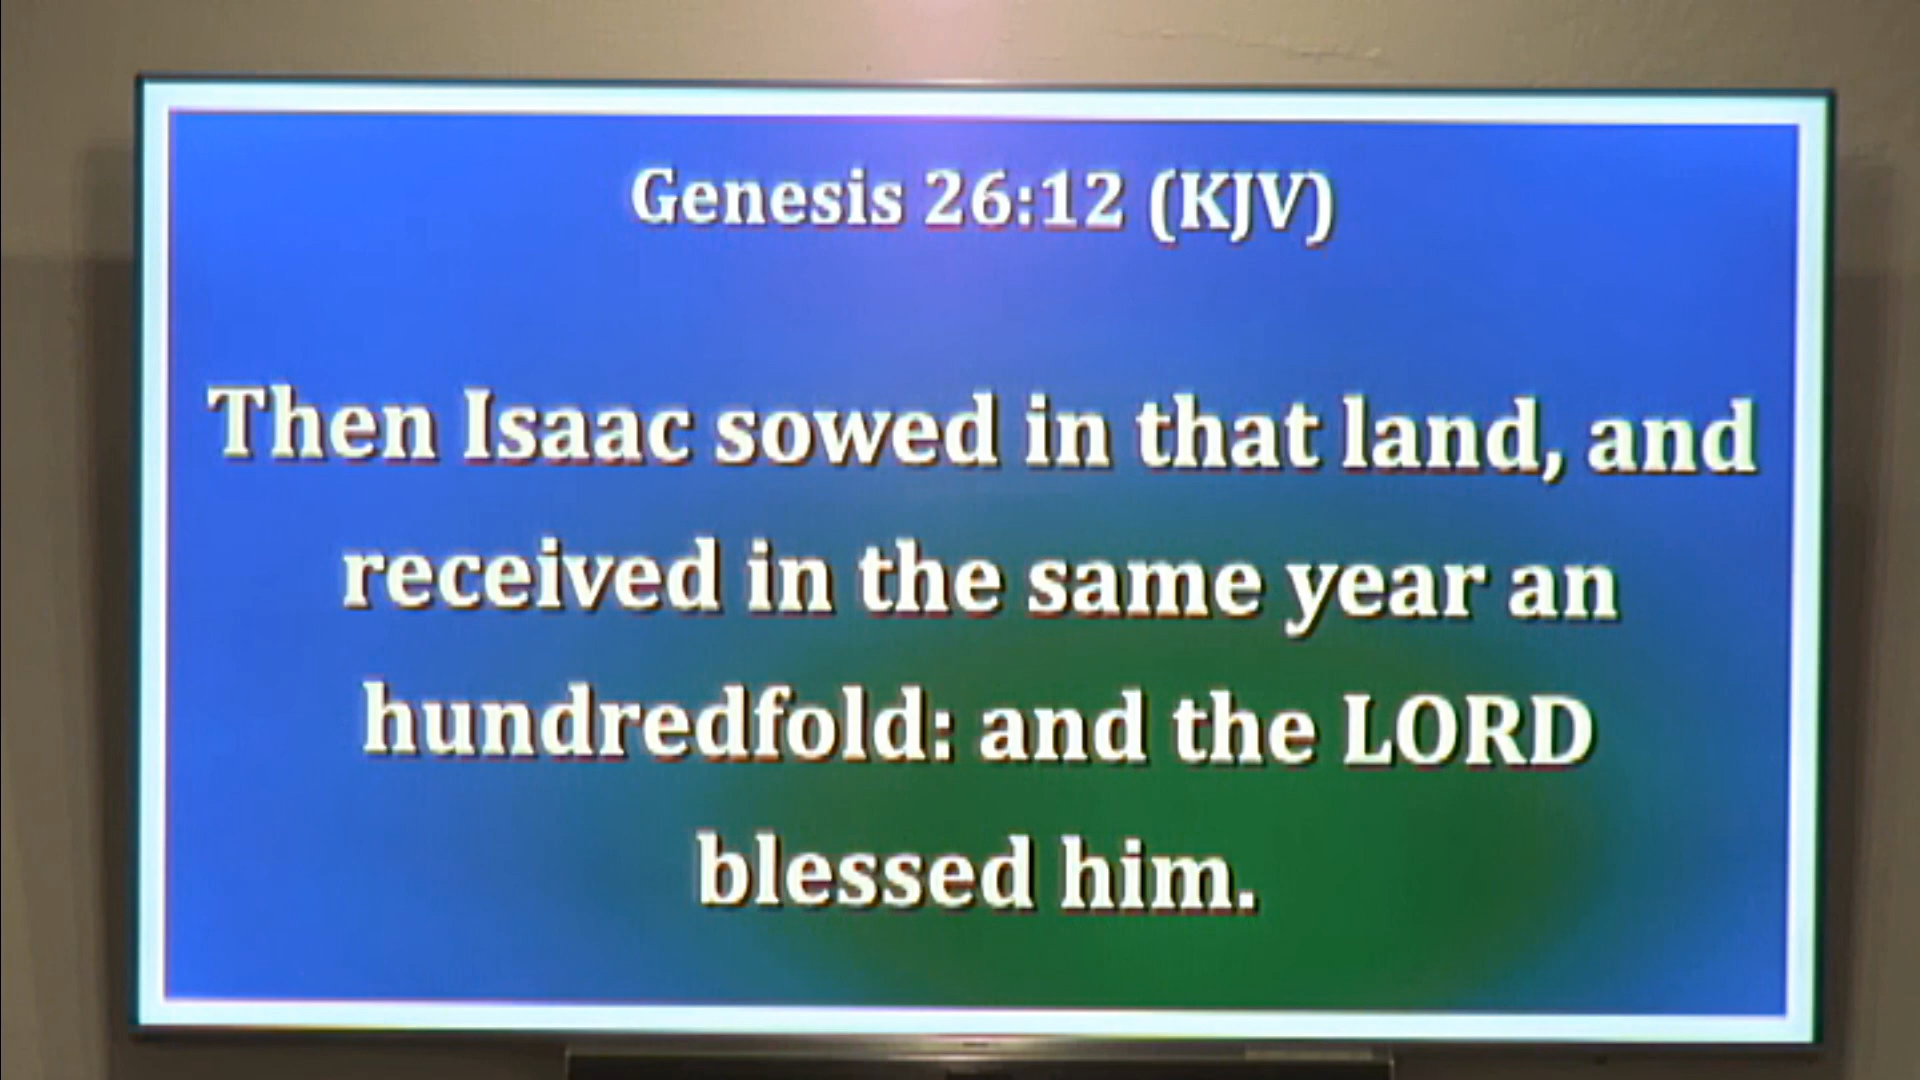 Genesis 26:12 (KJV)
Then Isaac sowed in that land, and
received in the same year an
hundredfold: and the LORD
blessed him.